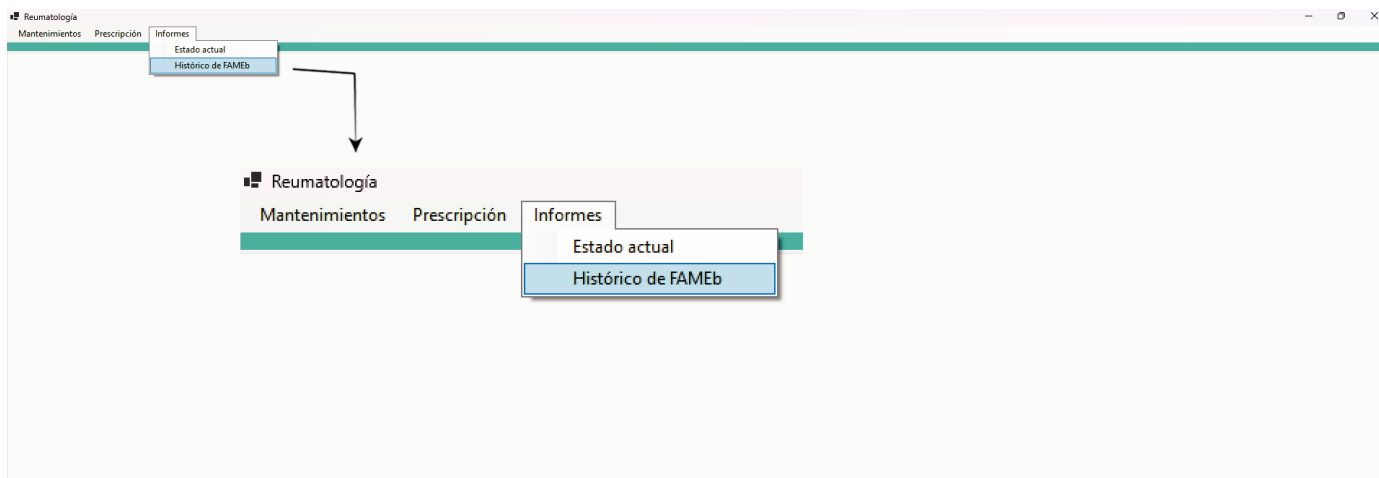 Reumatología
Mantenimientos Prescripción Informes
Estado actual
Histórico de FAMEb
Reumatología
Mantenimientos Prescripción Informes
Estado actual
Histórico de FAMEb